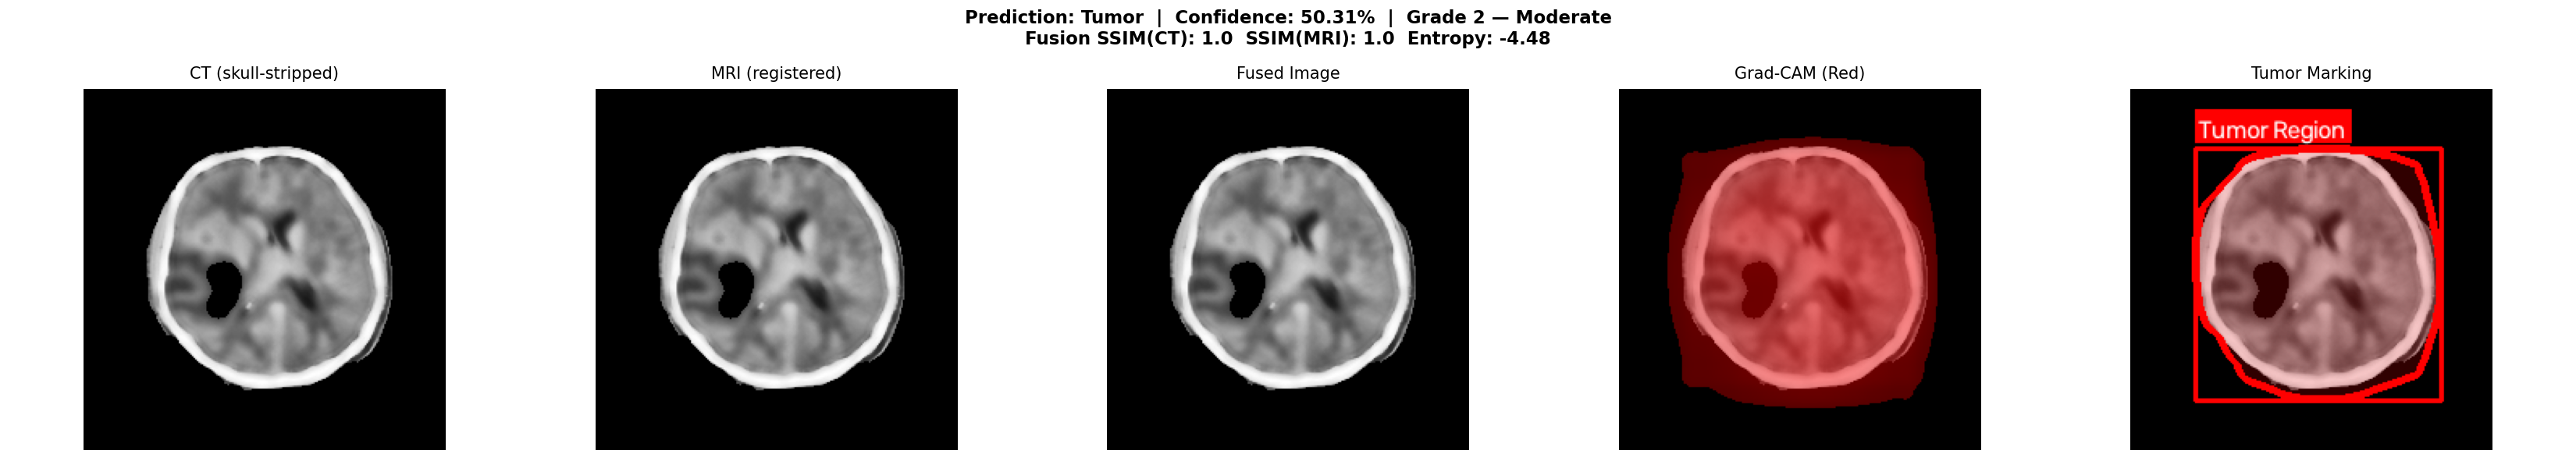 Prediction: Tumor | Confidence: 50.31% | Grade 2 — Moderate
Fusion SSIM(CT): 1.0 SSIM(MRI): 1.0 Entropy: -4.48
CT (skull-stripped)
MRI (registered)
Fused Image
Grad-CAM (Red)
Tumor Marking
Tumor Region